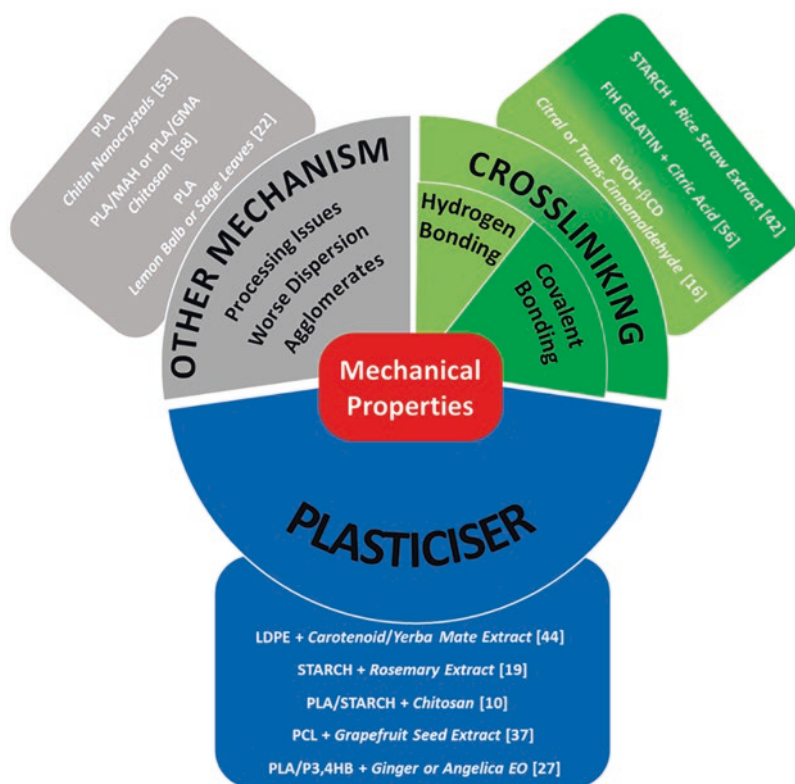 PLA
Chitin Nanocrystals [53]
PLA/MAH or PLA/GMA
Chitosan [58]
PLA
Lemon Balb or Sage Leaves [22]
OTHER MECHANISM
Processing Issues
Worse Dispersion
Agglomerates
STARCH + Rice Straw Extract [42]
FIH GELATIN + Citric Acid [56]
EVOH-βCD
Citral or Trans-Cinnamaldehyde [16]
CROSSLINIKING
Hydrogen
Bonding
Covalent
Bonding
Mechanical
Properties
PLASTICISER
LDPE + Carotenoid/Yerba Mate Extract [44]
STARCH + Rosemary Extract [19]
PLA/STARCH + Chitosan [10]
PCL + Grapefruit Seed Extract [37]
PLA/P3,4HB + Ginger or Angelica EO [27]